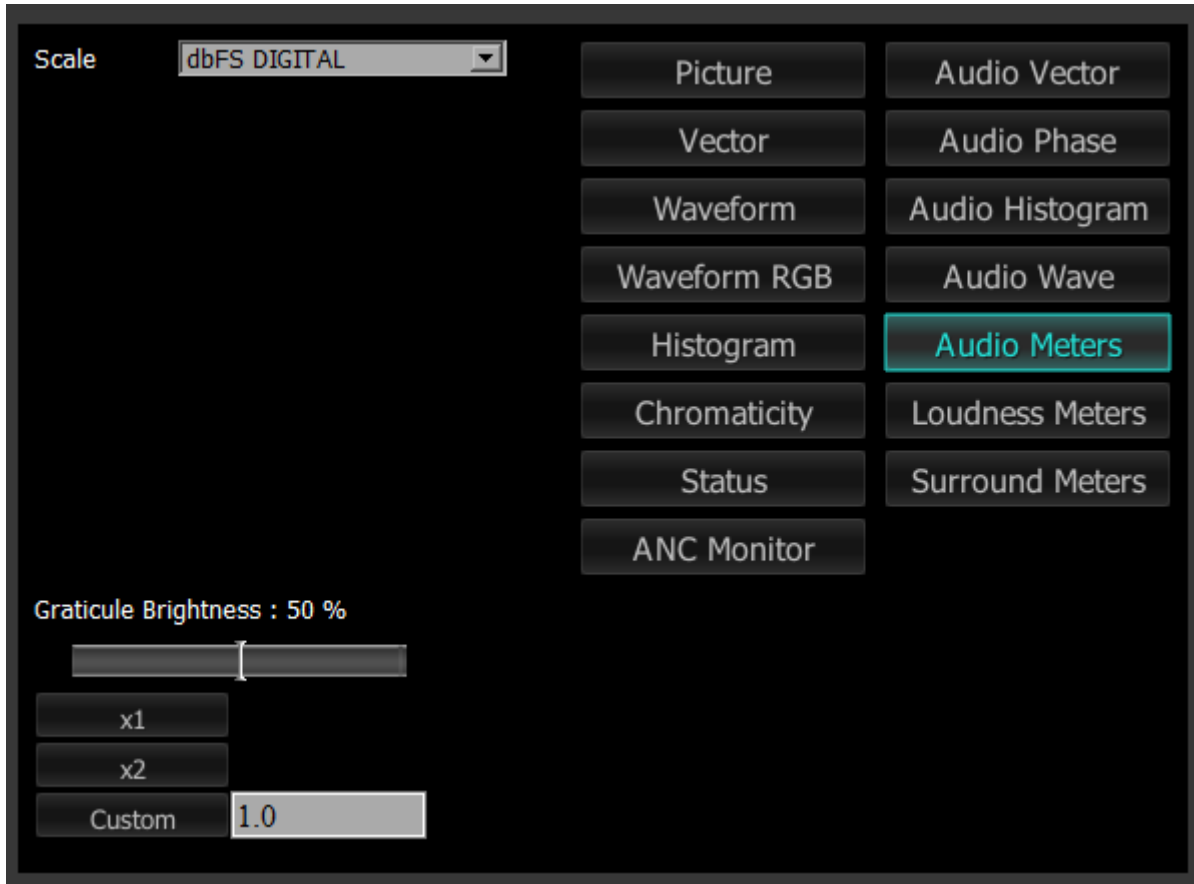 Scale dbFS DIGITAL
Picture Audio Vector
Vector Audio Phase
Waveform Audio Histogram
Waveform RGB Audio Wave
Histogram Audio Meters
Chromaticity Loudness Meters
Status Surround Meters
ANC Monitor
Graticule Brightness : 50 %
x1
x2
Custom 1.0